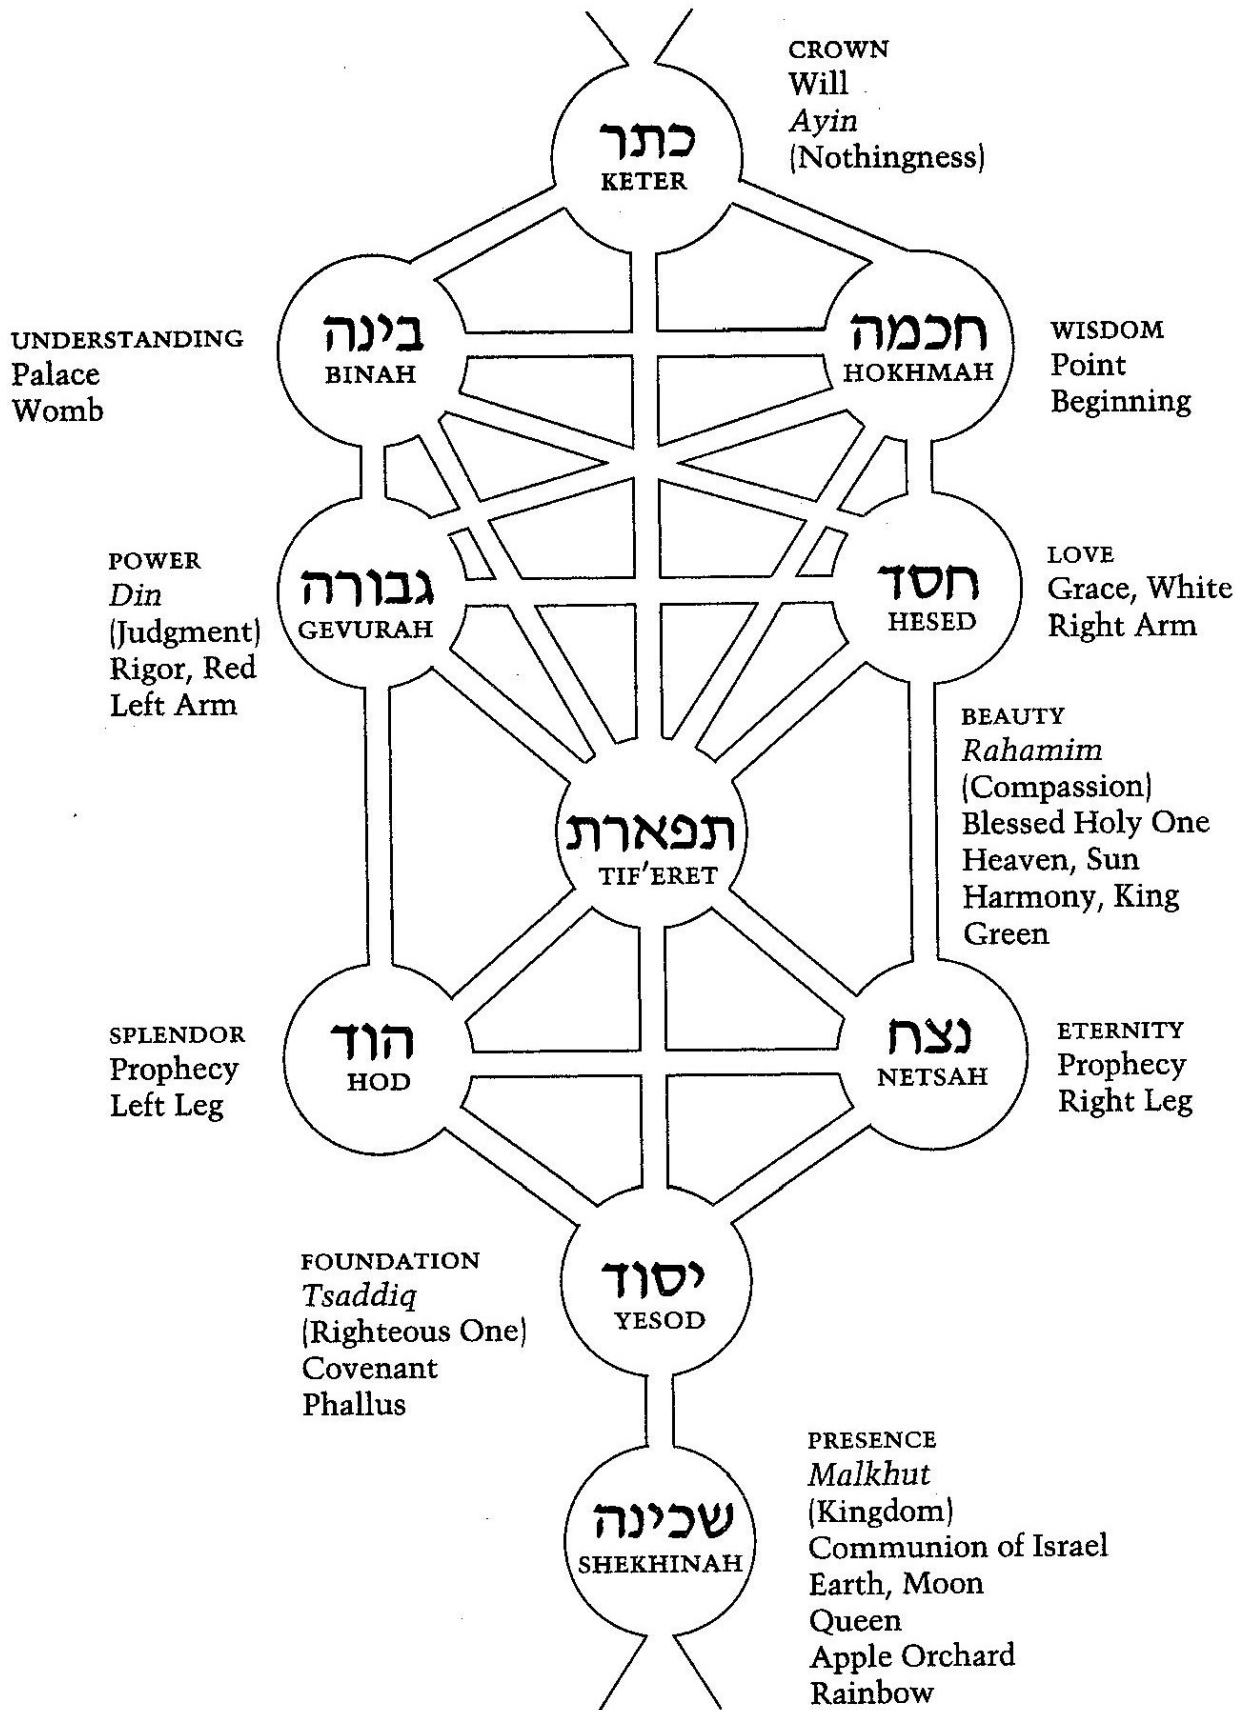 CROWN
Will
Ayin
(Nothingness)
כתר
KETER
UNDERSTANDING
Palace
Womb
בינה
BINAH
חכמה
HOKHMAH
WISDOM
Point
Beginning
POWER
Din
(Judgment)
Rigor, Red
Left Arm
גבורה
GEVURAH
חסד
HESED
LOVE
Grace, White
Right Arm
BEAUTY
Rahamim
(Compassion)
Blessed Holy One
Heaven, Sun
Harmony, King
Green
תפארת
TIF'ERET
SPLENDOR
Prophecy
Left Leg
הוד
HOD
נצח
NETSAH
ETERNITY
Prophecy
Right Leg
FOUNDATION
Tsaddiq
(Righteous One)
Covenant
Phallus
יסוד
YESOD
שכינה
SHEKHINAH
PRESENCE
Malkhut
(Kingdom)
Communion of Israel
Earth, Moon
Queen
Apple Orchard
Rainbow